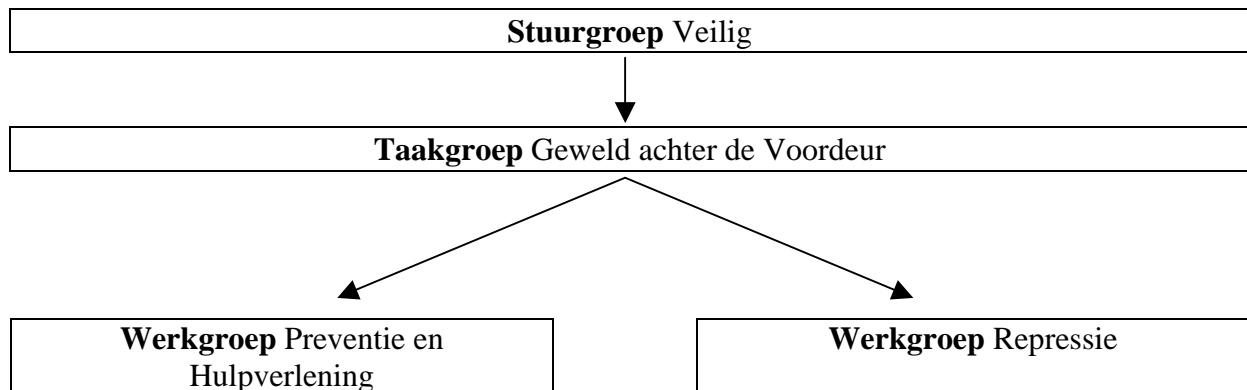 Stuurgroep Veilig
Taakgroep Geweld achter de Voordeur
Werkgroep Preventie en
Hulpverlening
Werkgroep Repressie